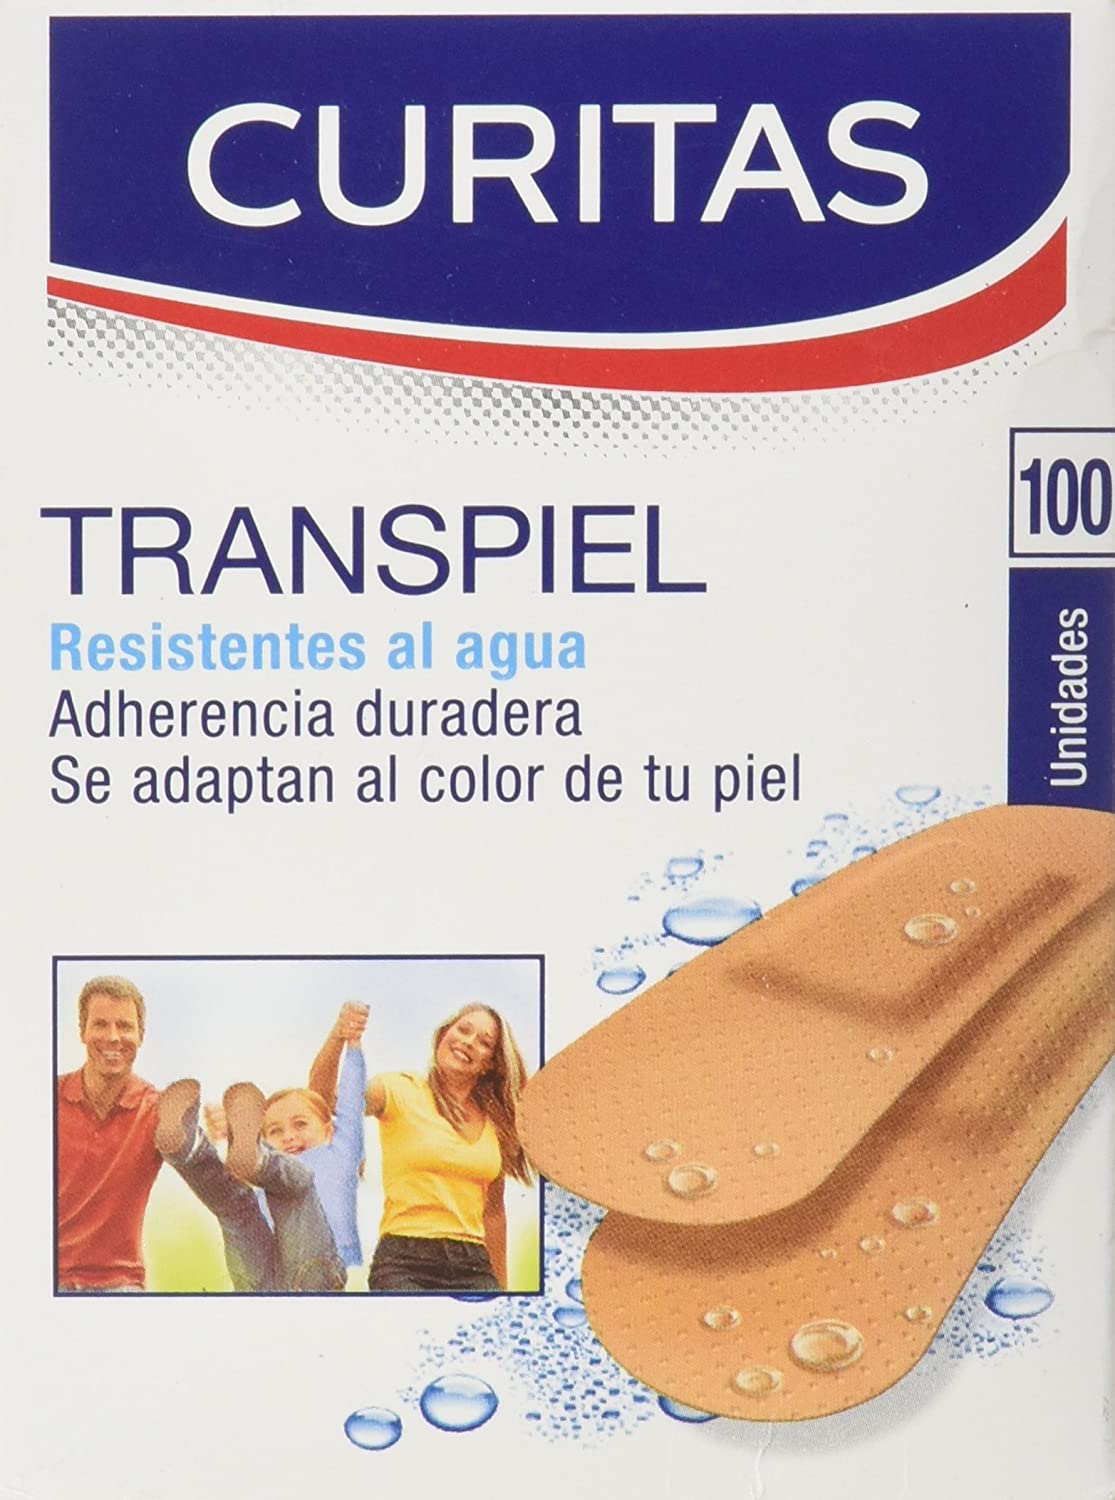 CURITAS
TRANSPIEL
Resistentes al agua
Adherencia duradera
Se adaptan al color de tu piel
100
Unidades